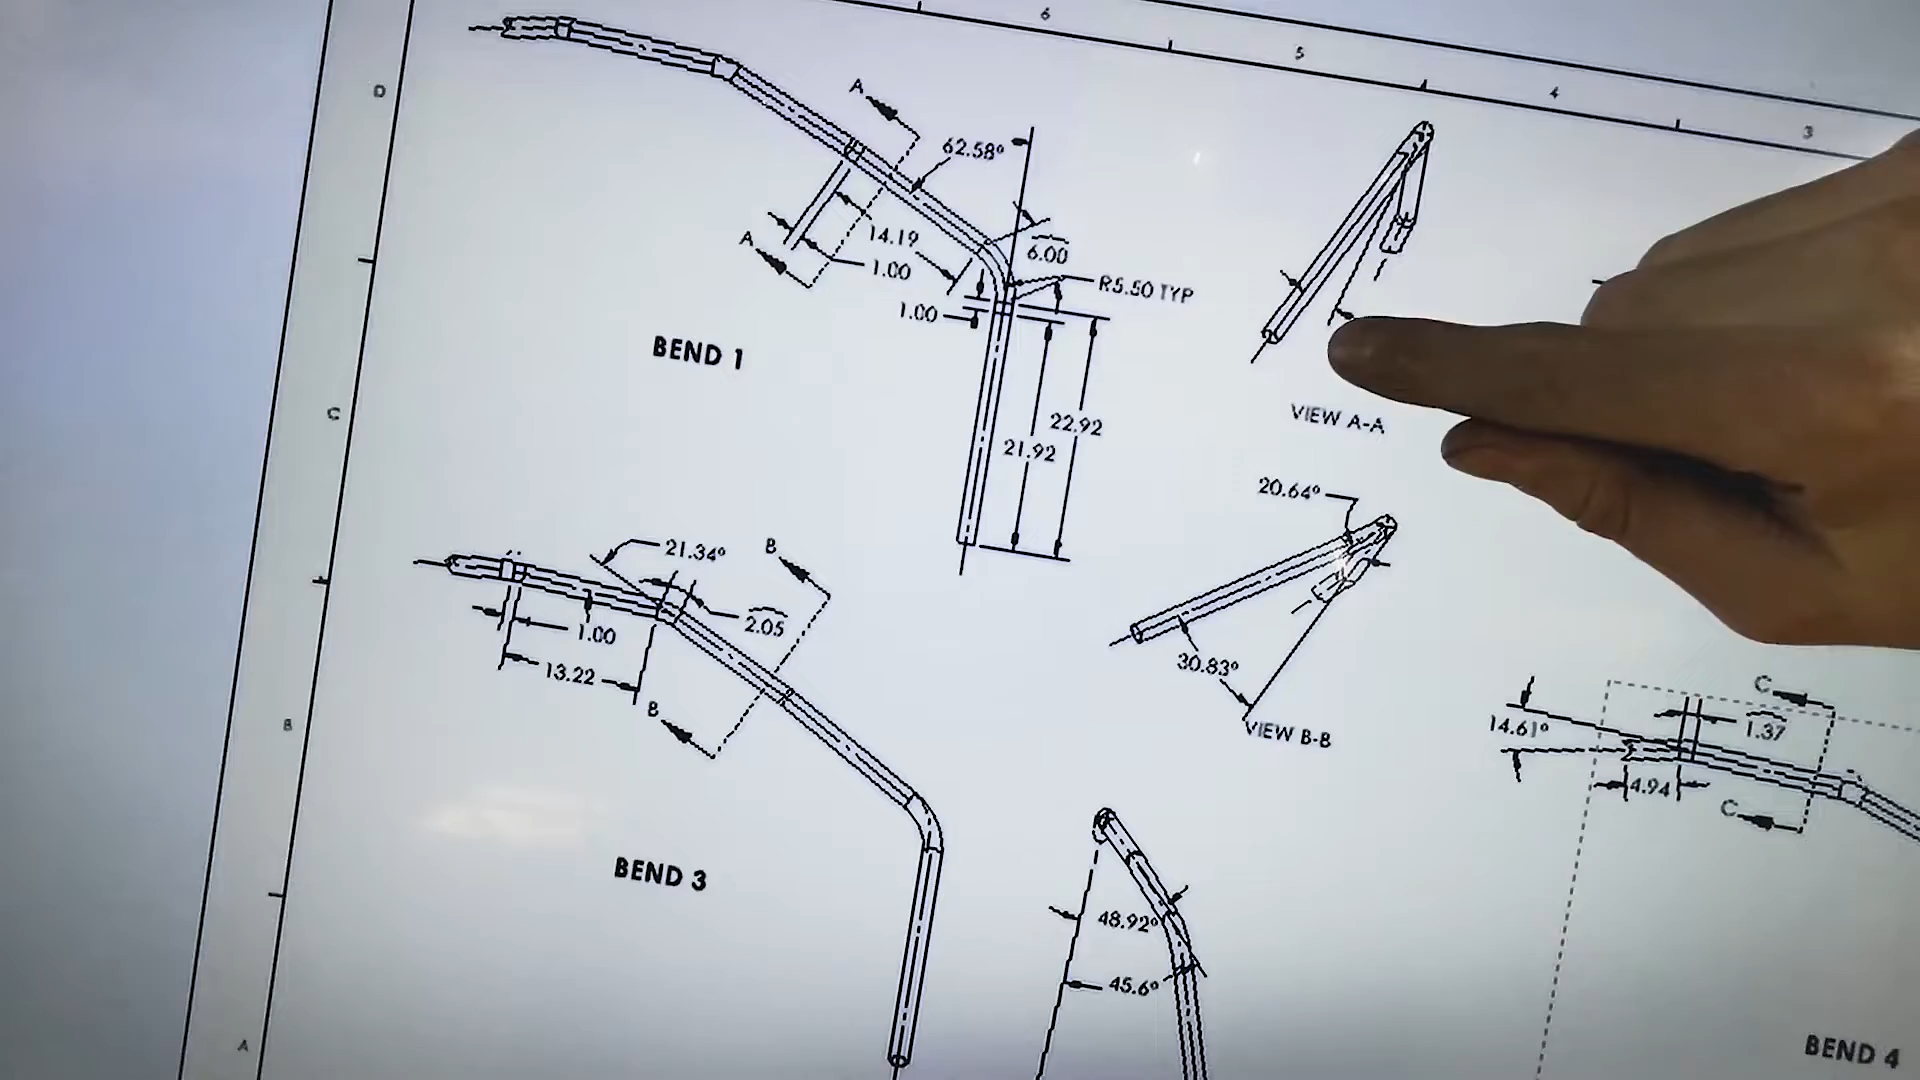 6
5
4
3
D
C
B
A
A
62.58°
A
14.19
1.00
6.00
R5.50 TYP
1.00
BEND 1
22.92
21.92
VIEW A-A
20.64°
30.83°
VIEW B-B
21.34°
B
2.05
1.00
13.22
B
BEND 3
48.92°
45.6°
C
14.61°
1.37
4.94
C
BEND 4